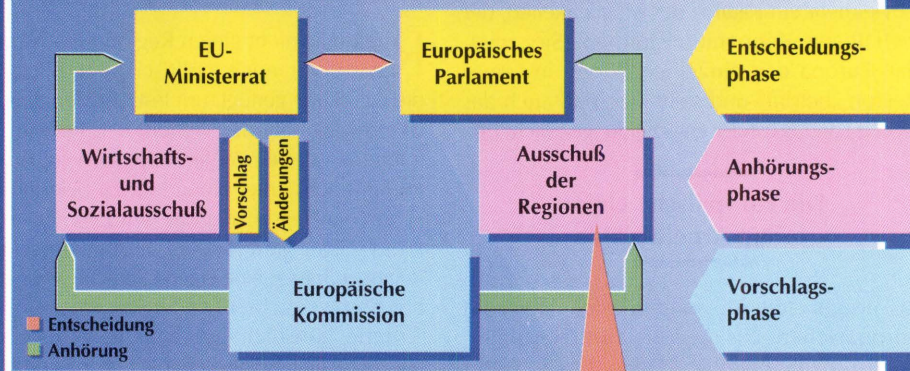 EU-
Ministerrat
Europäisches
Parlament
Entscheidungs-
phase
Wirtschafts-
und
Sozialausschuß
Vorschlag
Änderungen
Ausschuß
der
Regionen
Anhörungs-
phase
Europäische
Kommission
Vorschlags-
phase
Entscheidung
Anhörung